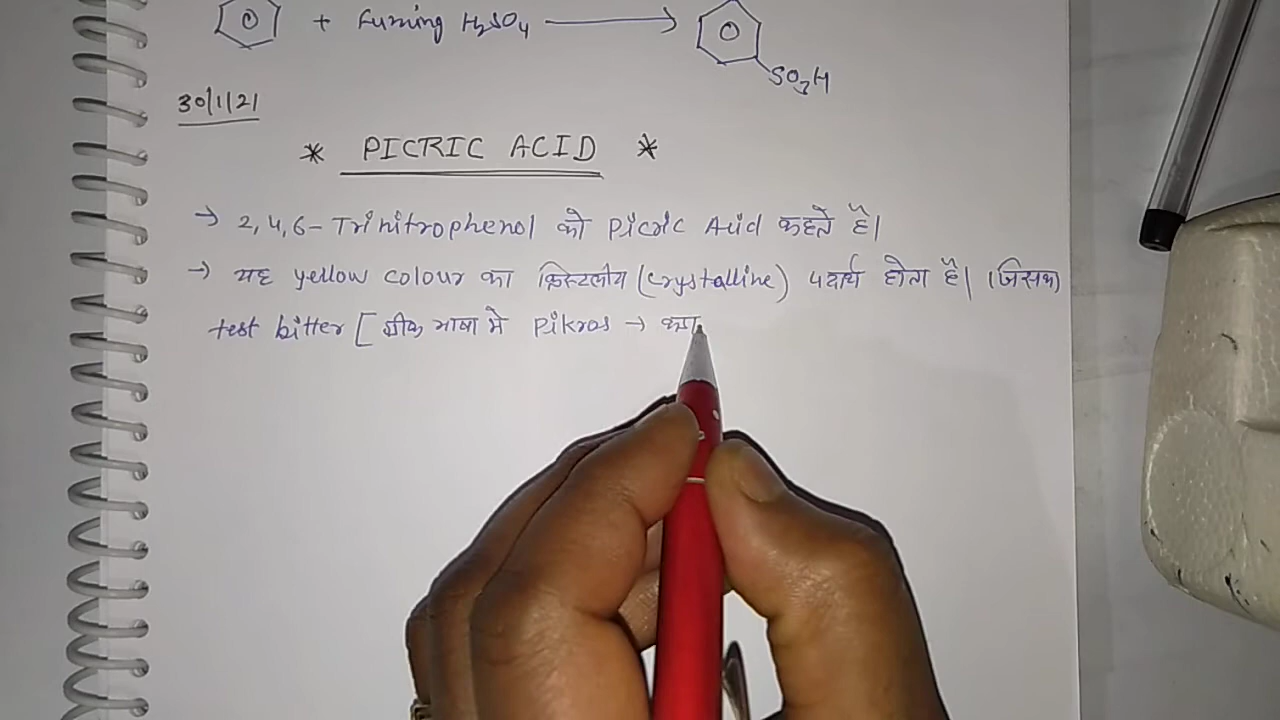 + Fuming H₂SO₄ → SO₃H
30/1/21
* PICRIC ACID *
→ 2,4,6-Trinitrophenol को Picric Acid कहते हैं।
→ यह yellow colour का क्रिस्टलीय (Crystalline) पदार्थ होता है। जिसका
test bitter [ग्रीक भाषा मे Pikros →